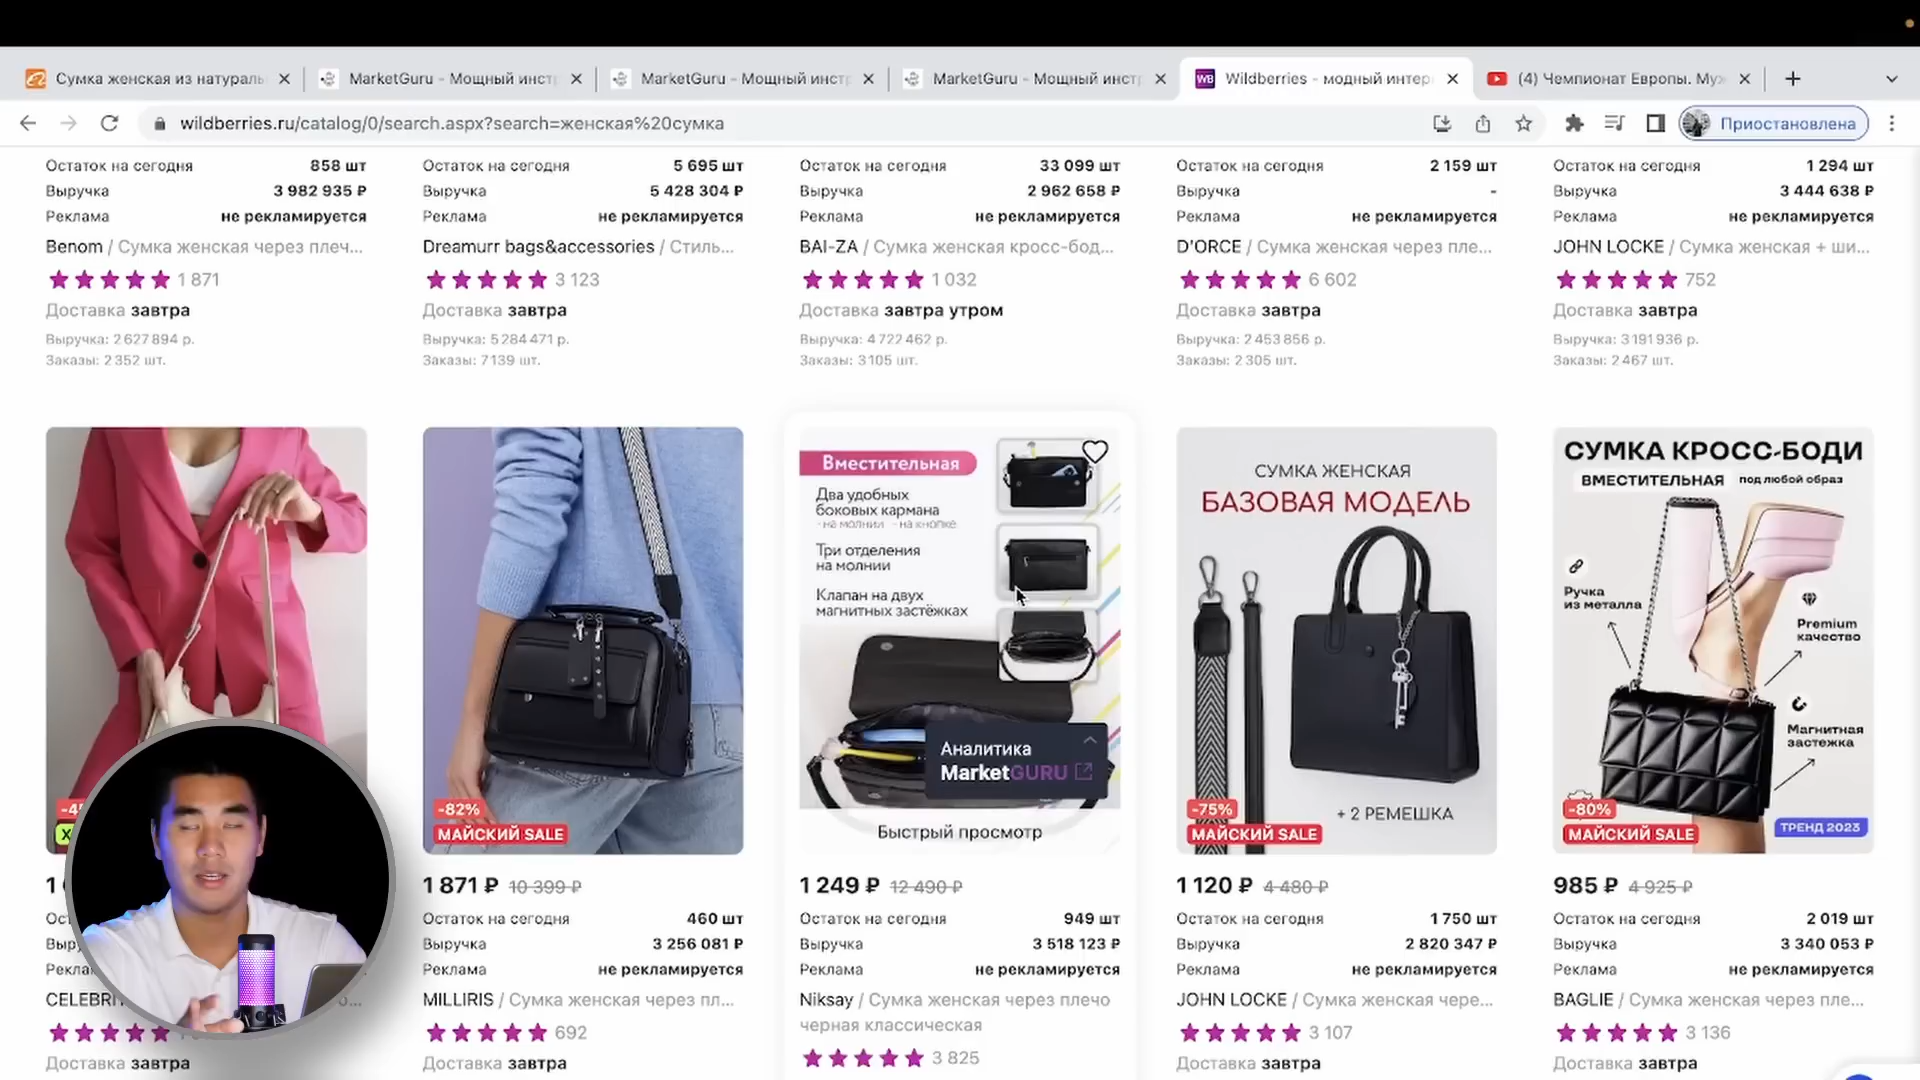 Сумка женская из натураль
MarketGuru - Мощный инст
MarketGuru - Мощный инстр
MarketGuru - Мощный инстр
Wildberries - модный интер
(4) Чемпионат Европы. Муж
wildberries.ru/catalog/0/search.aspx?search=женская%20сумка
Приостановлена
Остаток на сегодня 858 шт
Выручка 3 982 935 ₽
Реклама не рекламируется
Benom / Сумка женская через плеч...
1 871
Доставка завтра
Выручка: 2 627 894 р.
Заказы: 2 352 шт.
Остаток на сегодня 5 695 шт
Выручка 5 428 304 ₽
Реклама не рекламируется
Dreamurr bags&accessories / Стиль...
3 123
Доставка завтра
Выручка: 5 284 471 р.
Заказы: 7 139 шт.
Остаток на сегодня 33 099 шт
Выручка 2 962 658 ₽
Реклама не рекламируется
BAI-ZA / Сумка женская кросс-бод...
1 032
Доставка завтра утром
Выручка: 4 722 462 р.
Заказы: 3 105 шт.
Остаток на сегодня 2 159 шт
Выручка -
Реклама не рекламируется
D'ORCE / Сумка женская через пле...
6 602
Доставка завтра
Выручка: 2 453 856 р.
Заказы: 2 305 шт.
Остаток на сегодня 1 294 шт
Выручка 3 444 638 ₽
Реклама не рекламируется
JOHN LOCKE / Сумка женская + ши...
752
Доставка завтра
Выручка: 3 191 936 р.
Заказы: 2 467 шт.
CELEBRI
Доставка завтра
-82%
МАЙСКИЙ SALE
1 871 ₽ 10 399 ₽
Остаток на сегодня 460 шт
Выручка 3 256 081 ₽
Реклама не рекламируется
MILLIRIS / Сумка женская через пл...
692
Доставка завтра
Вместительная
Два удобных
боковых кармана
- на молнии - на кнопке
Три отделения
на молнии
Клапан на двух
магнитных застёжках
Аналитика
MarketGURU
Быстрый просмотр
1 249 ₽ 12 490 ₽
Остаток на сегодня 949 шт
Выручка 3 518 123 ₽
Реклама не рекламируется
Niksay / Сумка женская через плечо
черная классическая
3 825
СУМКА ЖЕНСКАЯ
БАЗОВАЯ МОДЕЛЬ
+ 2 РЕМЕШКА
-75%
МАЙСКИЙ SALE
1 120 ₽ 4 480 ₽
Остаток на сегодня 1 750 шт
Выручка 2 820 347 ₽
Реклама не рекламируется
JOHN LOCKE / Сумка женская чере...
3 107
Доставка завтра
СУМКА КРОСС-БОДИ
ВМЕСТИТЕЛЬНАЯ под любой образ
Ручка
из металла
Premium
качество
Магнитная
застежка
-80%
МАЙСКИЙ SALE
ТРЕНД 2023
985 ₽ 4 925 ₽
Остаток на сегодня 2 019 шт
Выручка 3 340 053 ₽
Реклама не рекламируется
BAGLIE / Сумка женская через пле...
3 136
Доставка завтра